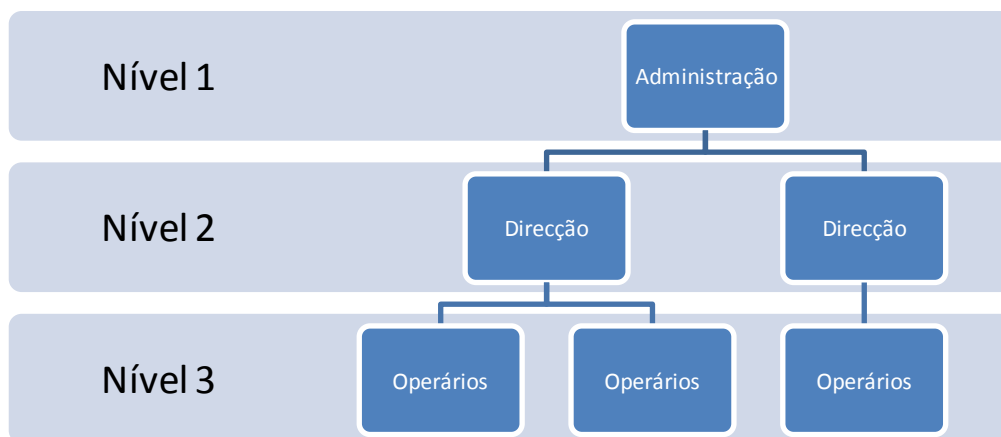 Nível 1
Administração
Nível 2
Direcção
Direcção
Nível 3
Operários
Operários
Operários